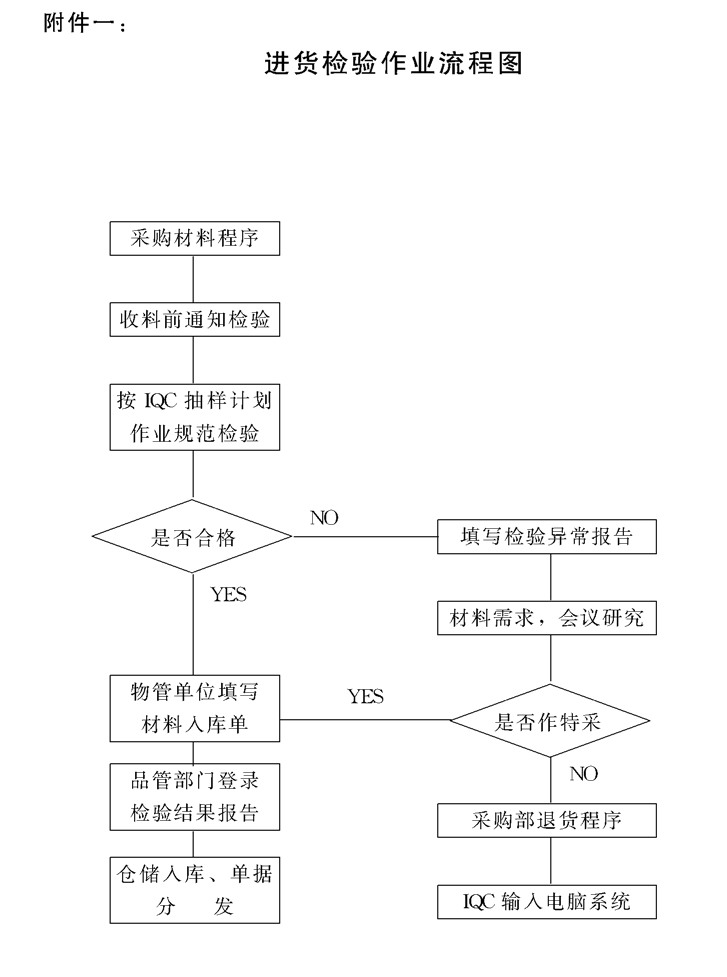 附件一：
进货检验作业流程图
采购材料程序
收料前通知检验
按 IQC 抽样计划
作业规范检验
是否合格
NO
填写检验异常报告
YES
材料需求，会议研究
物管单位填写
材料入库单
YES
是否作特采
NO
品管部门登录
检验结果报告
采购部退货程序
仓储入库、单据
分 发
IQC 输入电脑系统